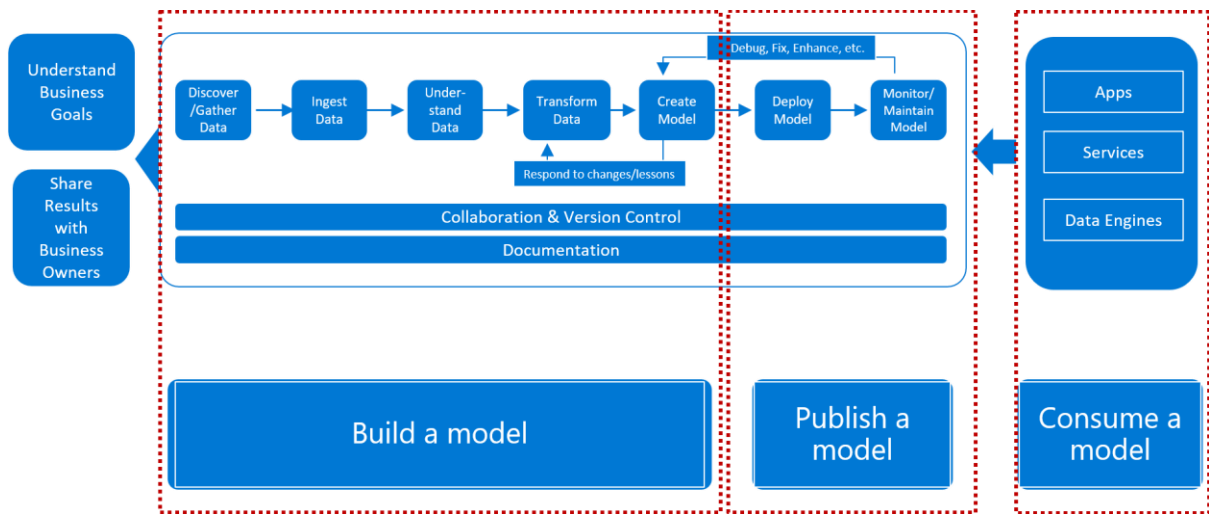 Understand
Business
Goals
Share
Results
with
Business
Owners
Debug, Fix, Enhance, etc.
Discover
/Gather
Data
Ingest
Data
Under-
stand Data
Transform
Data
Create
Model
Deploy
Model
Monitor/
Maintain
Model
Respond to changes/lessons
Collaboration & Version Control
Documentation
Apps
Services
Data Engines
Build a model
Publish a
model
Consume a
model